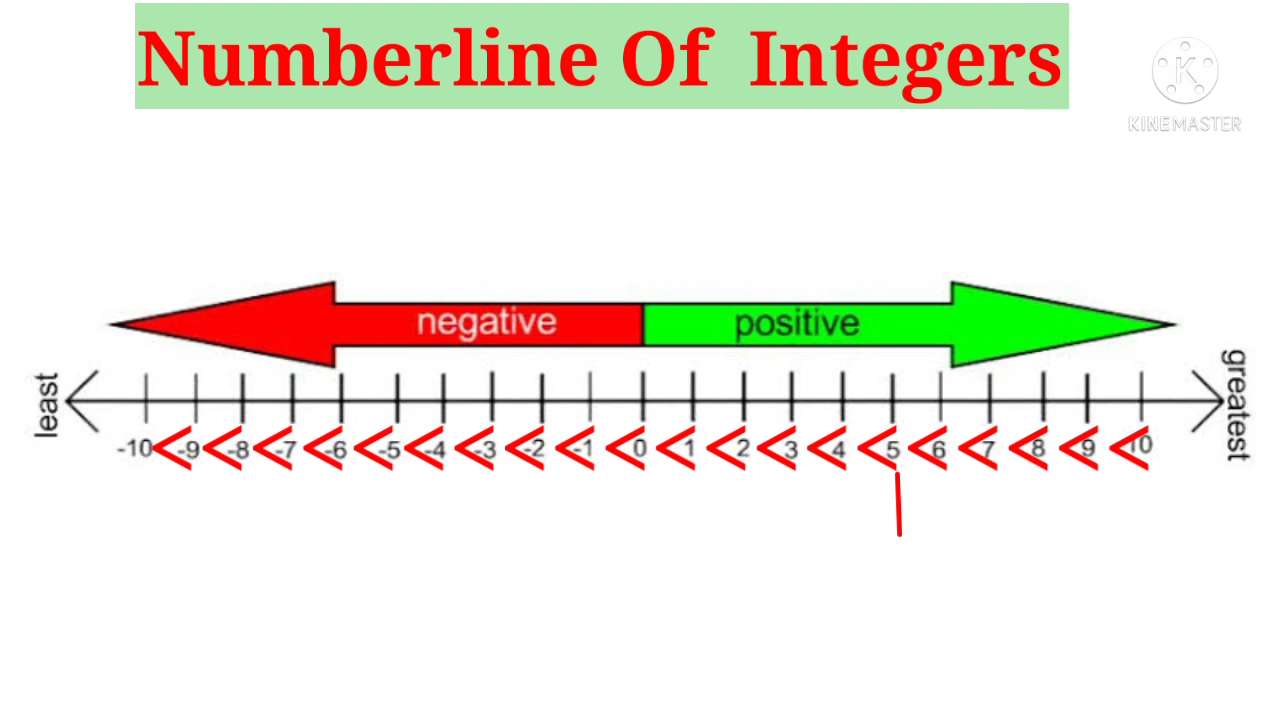 Numberline Of Integers
K
KINEMASTER
negative positive
least
greatest
-10<-9<-8<-7<-6<-5<-4<-3<-2<-1<0<1<2<3<4<5<6<7<8<9<10